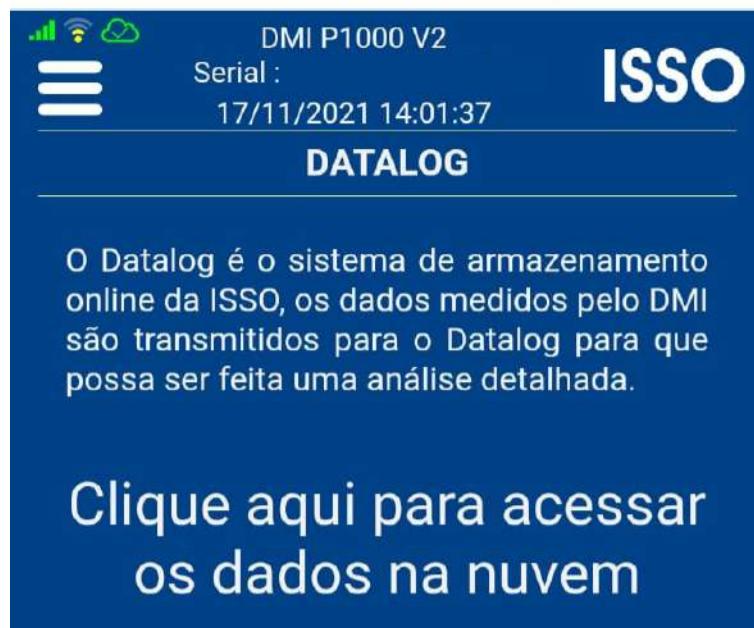 DMI P1000 V2
Serial :
ISSO
17/11/2021 14:01:37
DATALOG
O Datalog é o sistema de armazenamento
online da ISSO, os dados medidos pelo DMI
são transmitidos para o Datalog para que
possa ser feita uma análise detalhada.
Clique aqui para acessar
os dados na nuvem